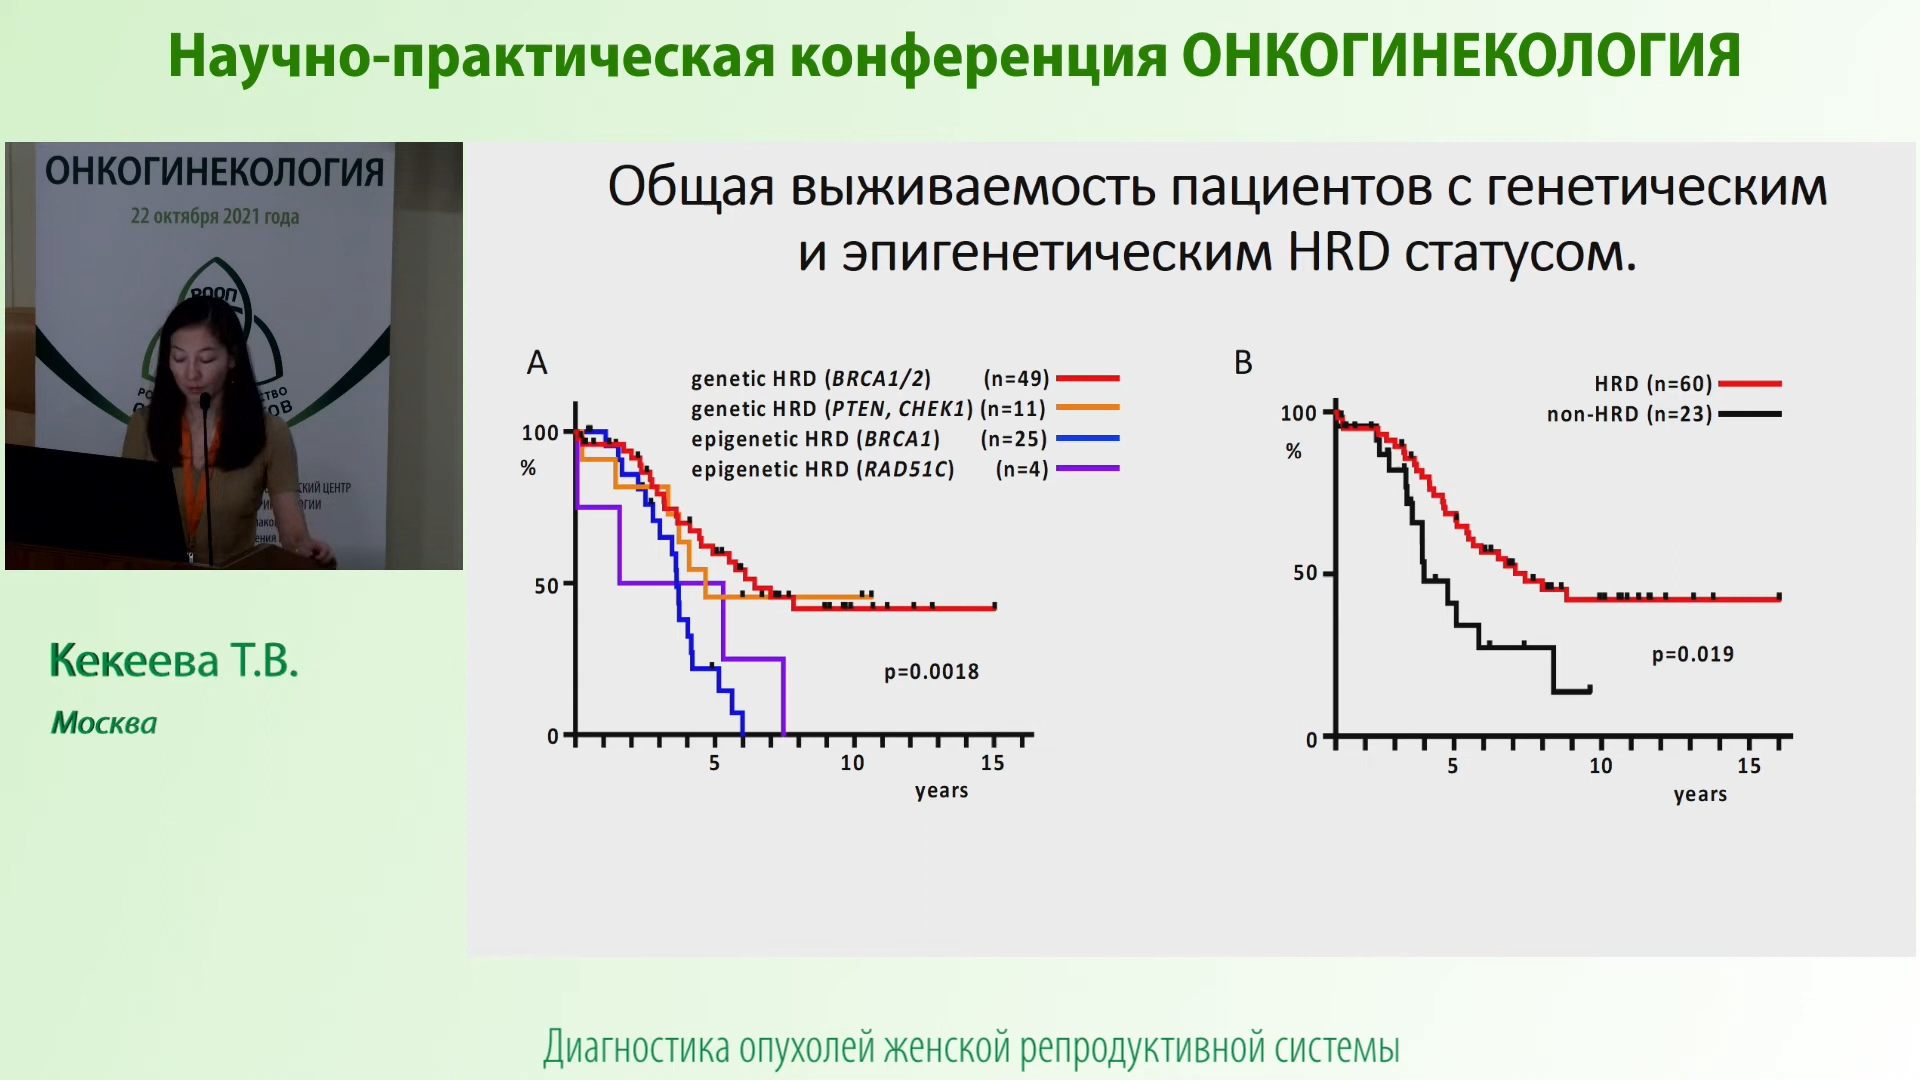 Научно-практическая конференция ОНКОГИНЕКОЛОГИЯ
ОНКОГИНЕКОЛОГИЯ
22 октября 2021 года
Кекеева Т.В.
Москва
Общая выживаемость пациентов с генетическим
и эпигенетическим HRD статусом.
A
genetic HRD (BRCA1/2) (n=49)
genetic HRD (PTEN, CHEK1) (n=11)
epigenetic HRD (BRCA1) (n=25)
epigenetic HRD (RAD51C) (n=4)
100
%
50
0
p=0.0018
5 10 15
years
B
HRD (n=60)
non-HRD (n=23)
100
%
50
0
p=0.019
5 10 15
years
Диагностика опухолей женской репродуктивной системы